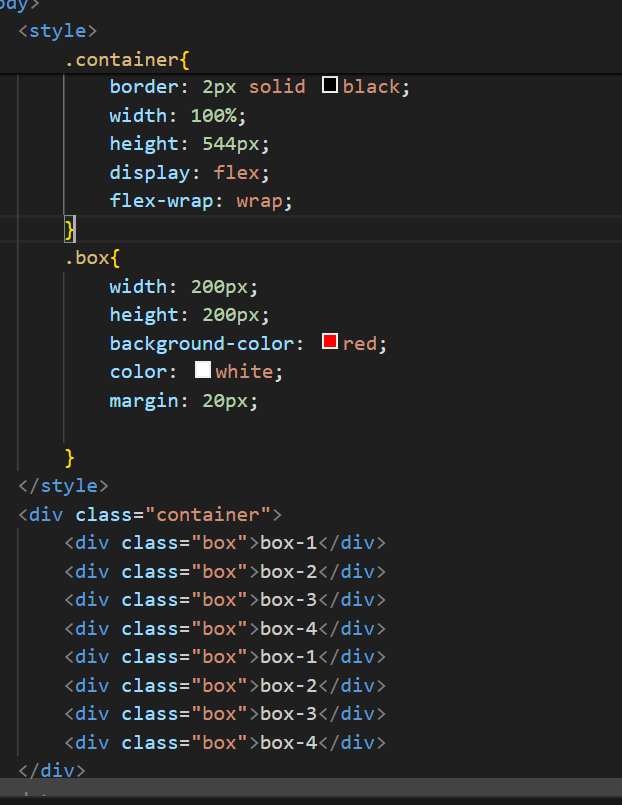 ody>
<style>
.container{
border: 2px solid black;
width: 100%;
height: 544px;
display: flex;
flex-wrap: wrap;
}
.box{
width: 200px;
height: 200px;
background-color: red;
color: white;
margin: 20px;
}
</style>
<div class="container">
<div class="box">box-1</div>
<div class="box">box-2</div>
<div class="box">box-3</div>
<div class="box">box-4</div>
<div class="box">box-1</div>
<div class="box">box-2</div>
<div class="box">box-3</div>
<div class="box">box-4</div>
</div>